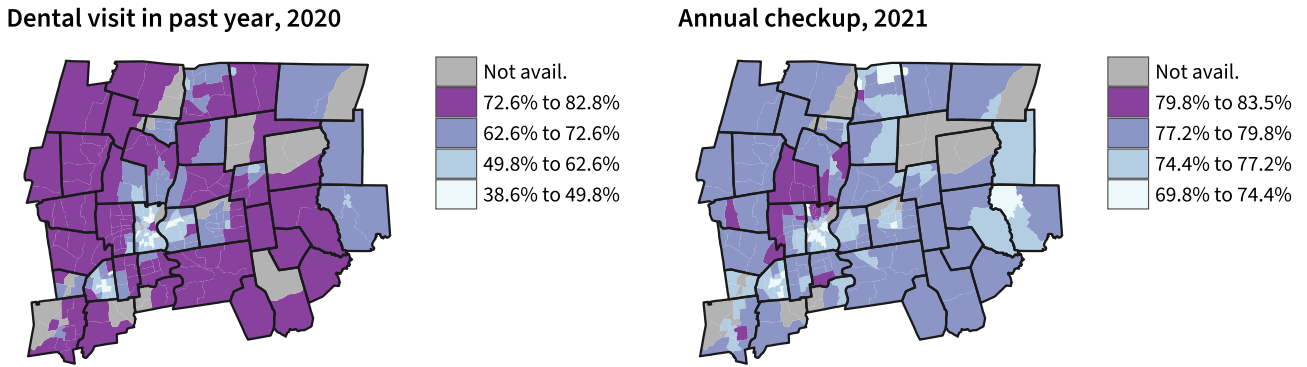 Dental visit in past year, 2020
Not avail.
72.6% to 82.8%
62.6% to 72.6%
49.8% to 62.6%
38.6% to 49.8%
Annual checkup, 2021
Not avail.
79.8% to 83.5%
77.2% to 79.8%
74.4% to 77.2%
69.8% to 74.4%